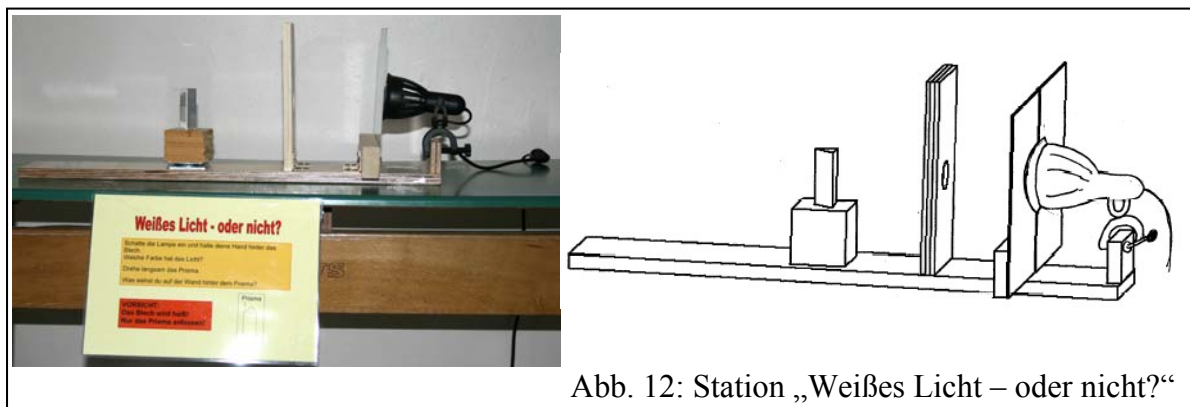 Weißes Licht - oder nicht?
Schalte die Lampe ein und halte deine Hand hinter das
Blech.
Welche Farbe hat das Licht?
Drehe langsam das Prisma.
Was siehst du auf der Wand hinter dem Prisma?
Prisma
VORSICHT:
Das Blech wird heiß!
Nur das Prisma anfassen!
Abb. 12: Station „Weißes Licht – oder nicht?“